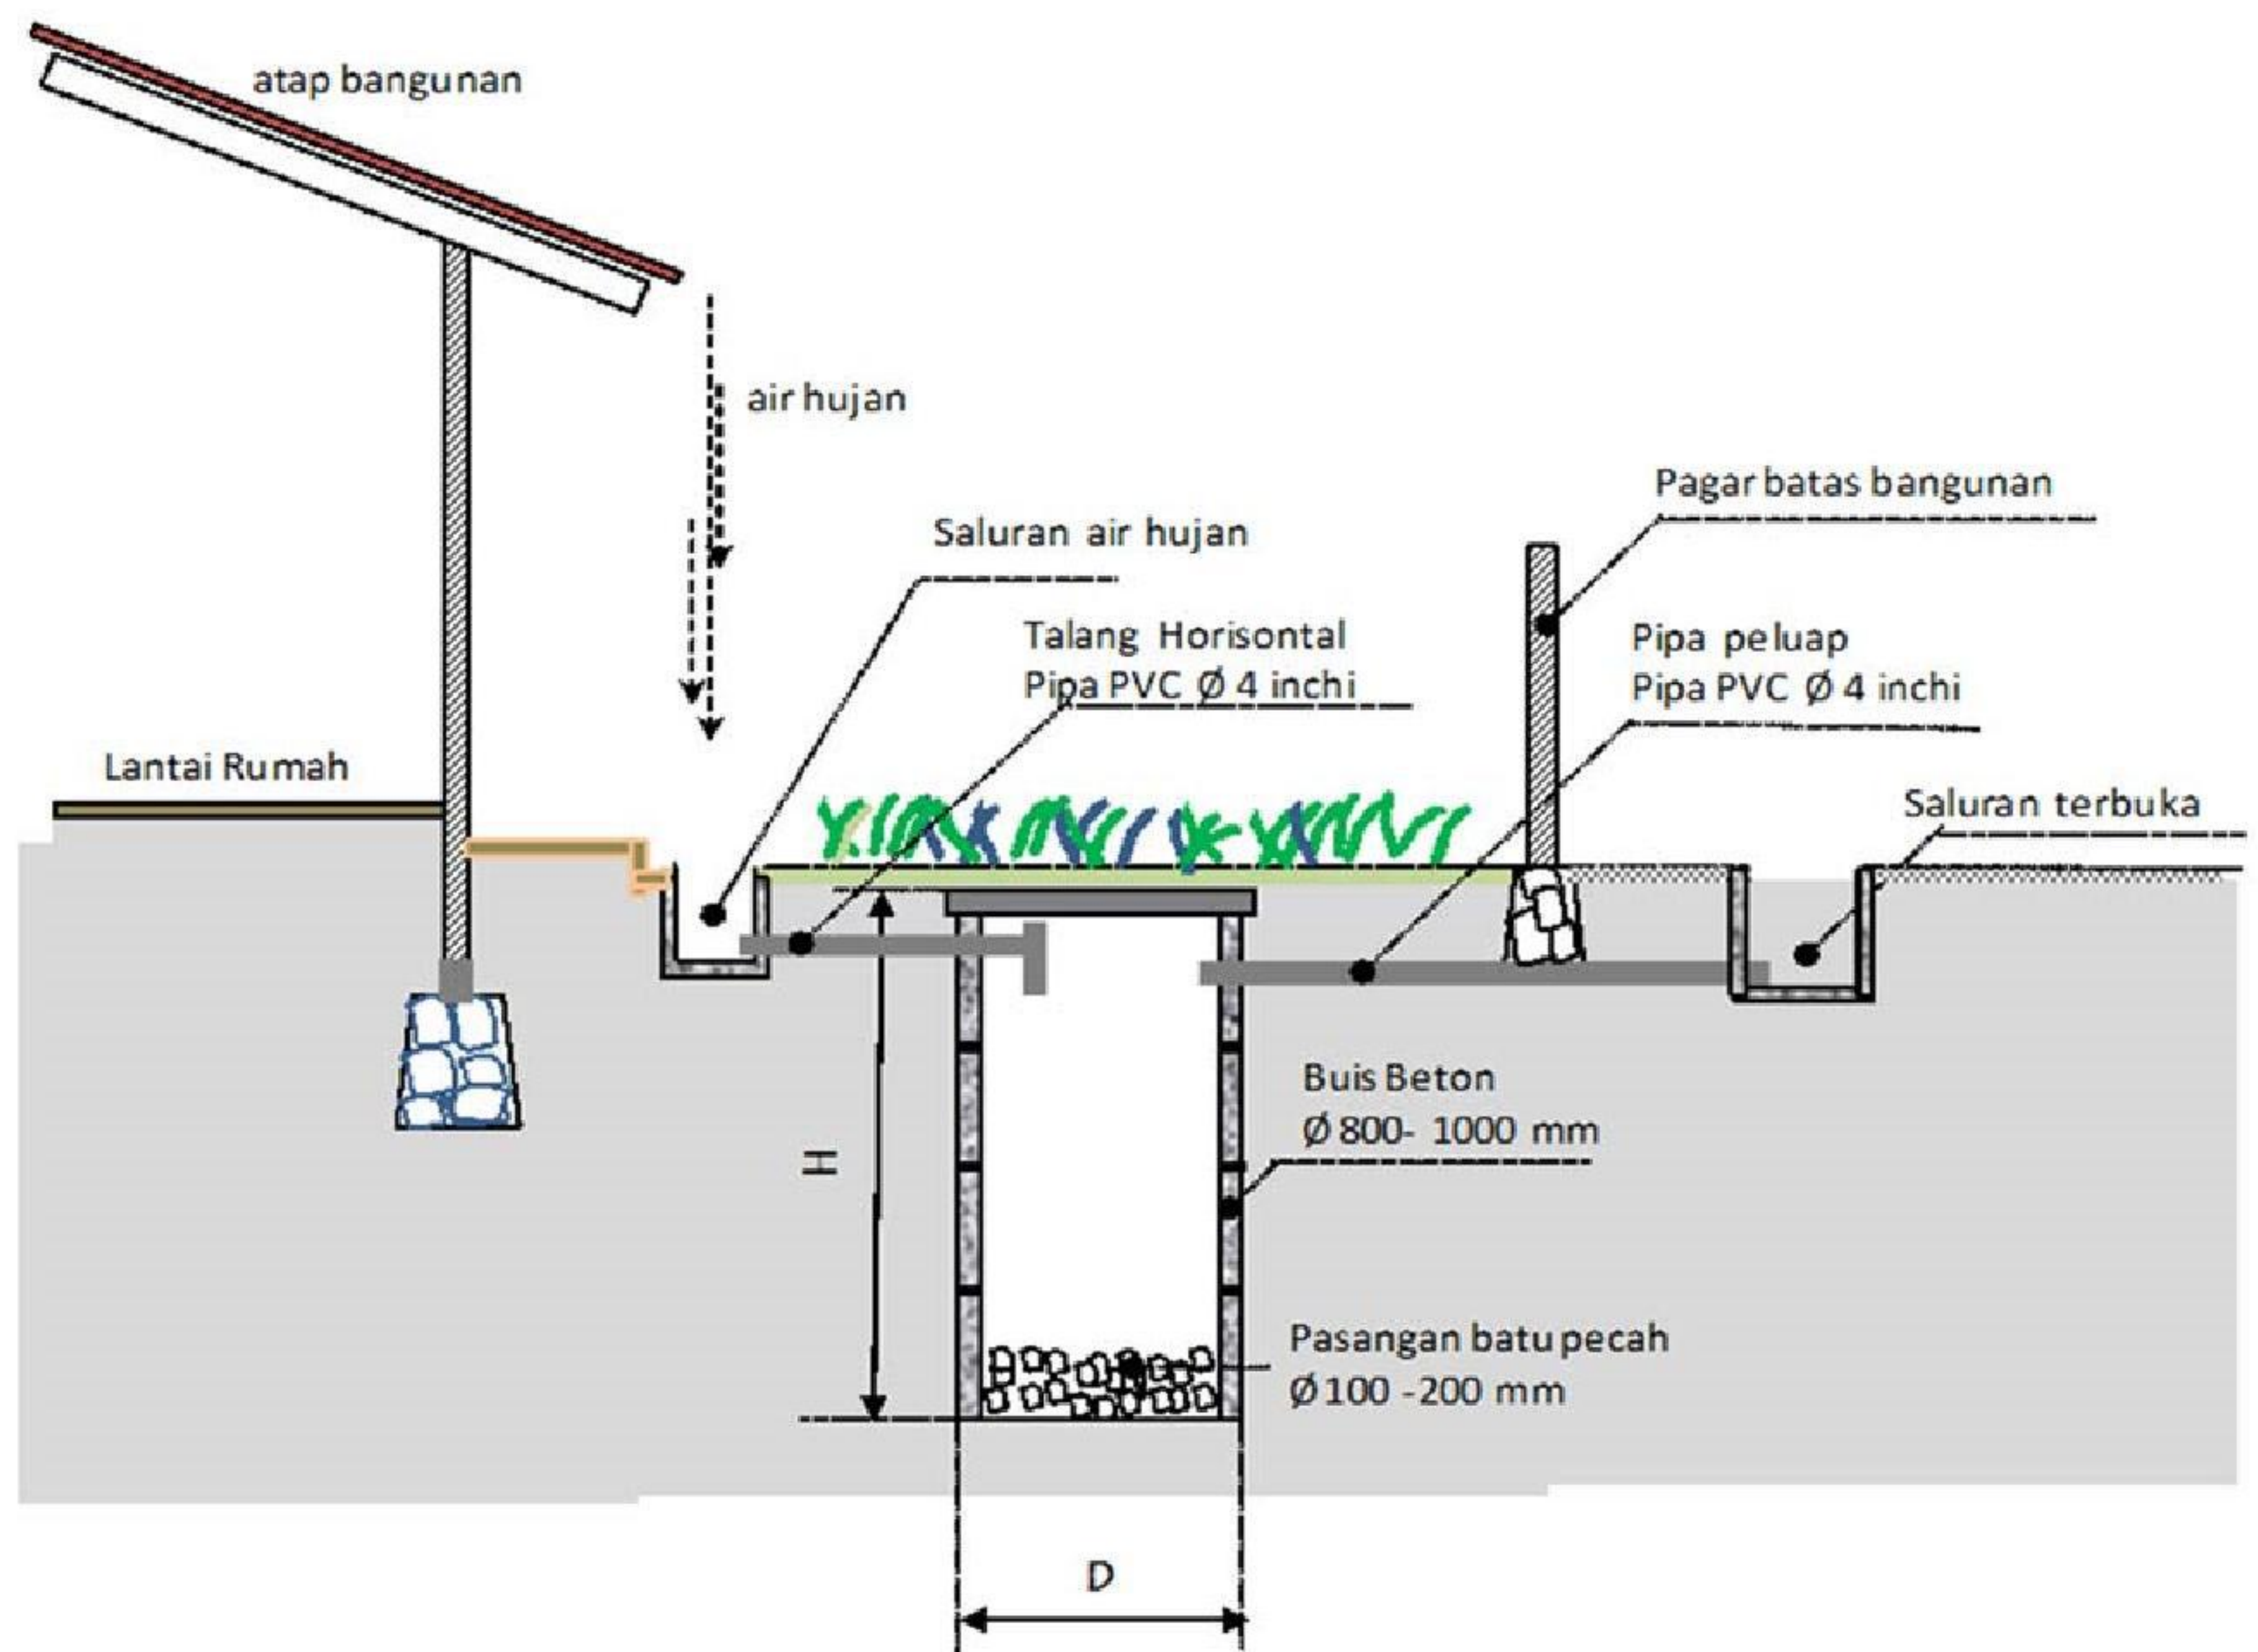 atap bangunan
air hujan
Pagar batas bangunan
Saluran air hujan
Talang Horisontal
Pipa PVC Ø 4 inchi
Pipa peluap
Pipa PVC Ø 4 inchi
Lantai Rumah
Saluran terbuka
Buis Beton
Ø 800- 1000 mm
H
Pasangan batu pecah
Ø 100 -200 mm
D